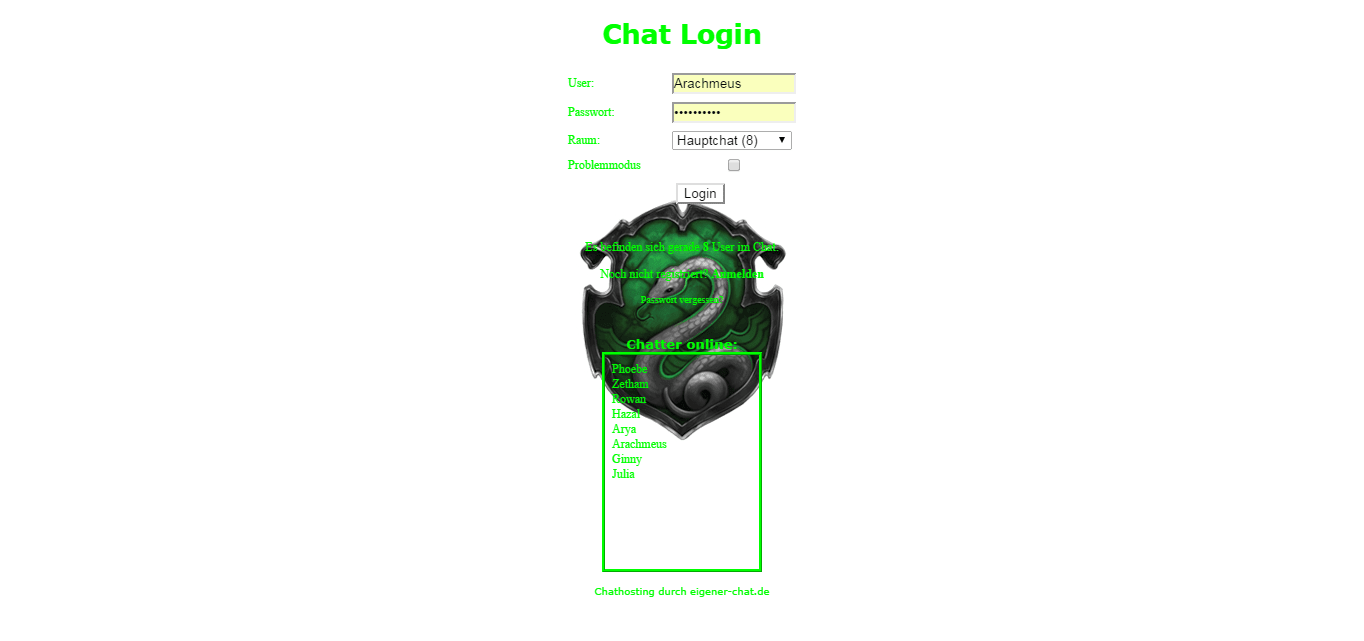 Chat Login
User: Arachmeus
Passwort: ••••••••••
Raum: Hauptchat (8)
Problemmodus
Login
Es befinden sich gerade 8 User im Chat.
Noch nicht registriert? Anmelden
Passwort vergessen?
Chatter online:
Phoebe
Zetham
Rowan
Hazal
Arya
Arachmeus
Ginny
Julia
Chathosting durch eigener-chat.de